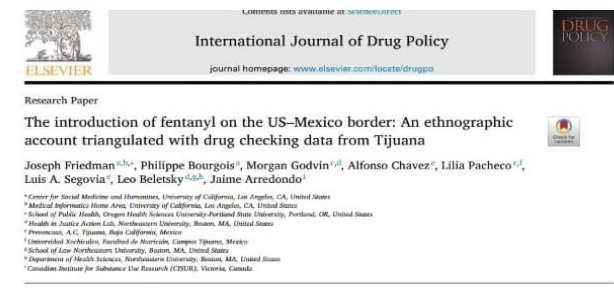 Contents lists available at ScienceDirect
International Journal of Drug Policy
journal homepage: www.elsevier.com/locate/drugpo
ELSEVIER
DRUG
POLICY
Research Paper
The introduction of fentanyl on the US–Mexico border: An ethnographic
account triangulated with drug checking data from Tijuana
Check for
updates
Joseph Friedman a,b,*, Philippe Bourgois a, Morgan Godvin c,d, Alfonso Chavez e, Lilia Pacheco e,f,
Luis A. Segovia e, Leo Beletsky d,g,h, Jaime Arredondo i
a Center for Social Medicine and Humanities, University of California, Los Angeles, CA, United States
b Medical Informatics Home Area, University of California, Los Angeles, CA, United States
c School of Public Health, Oregon Health Sciences University-Portland State University, Portland, OR, United States
d Health in Justice Action Lab, Northeastern University, Boston, MA, United States
e Prevencasa, A.C, Tijuana, Baja California, Mexico
f Universidad Xochicalco, Facultad de Nutrición, Campus Tijuana, Mexico
g School of Law Northeastern University, Boston, MA, United States
h Department of Health Sciences, Northeastern University, Boston, MA, United States
i Canadian Institute for Substance Use Research (CISUR), Victoria, Canada